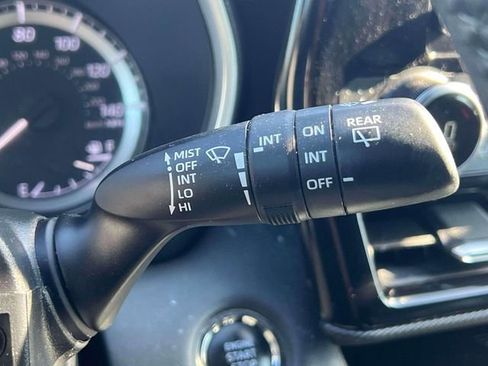 80
100
120
140
E
MIST
OFF
INT
LO
HI
INT
ON
INT
OFF
REAR
ENGINE
START
STOP